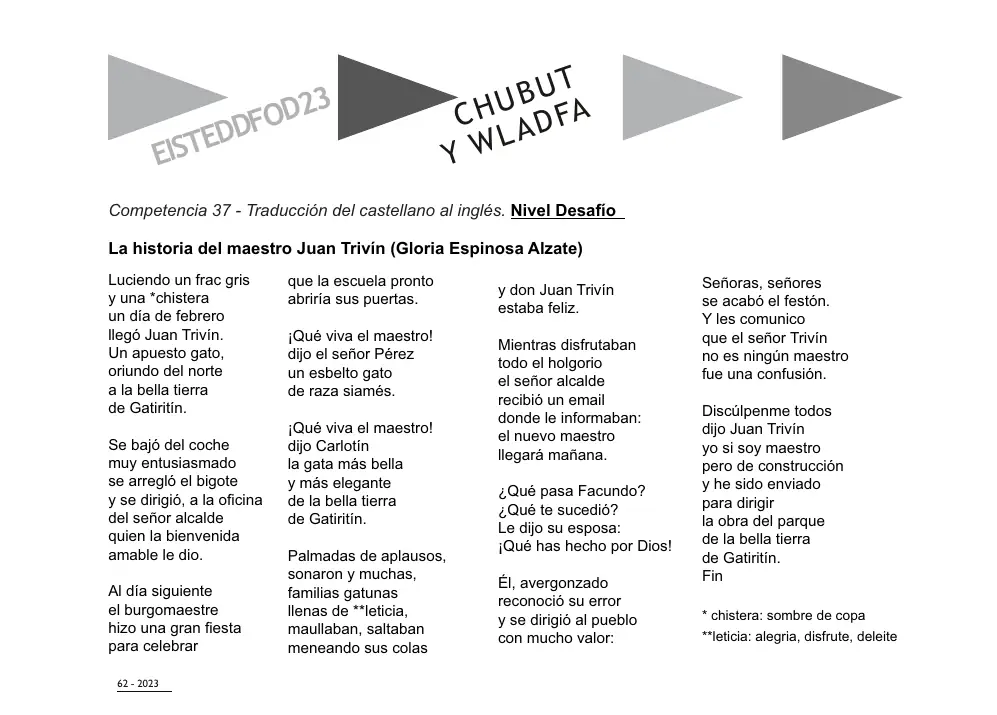 EISTEDDFOD23
CHUBUT
Y WLADFA
Competencia 37 - Traducción del castellano al inglés. Nivel Desafío
La historia del maestro Juan Trivín (Gloria Espinosa Alzate)
Luciendo un frac gris
y una *chistera
un día de febrero
llegó Juan Trivín.
Un apuesto gato,
oriundo del norte
a la bella tierra
de Gatiritín.
Se bajó del coche
muy entusiasmado
se arregló el bigote
y se dirigió, a la oficina
del señor alcalde
quien la bienvenida
amable le dio.
Al día siguiente
el burgomaestre
hizo una gran fiesta
para celebrar
que la escuela pronto
abriría sus puertas.
¡Qué viva el maestro!
dijo el señor Pérez
un esbelto gato
de raza siamés.
¡Qué viva el maestro!
dijo Carlotín
la gata más bella
y más elegante
de la bella tierra
de Gatiritín.
Palmadas de aplausos,
sonaron y muchas,
familias gatunas
llenas de **leticia,
maullaban, saltaban
meneando sus colas
y don Juan Trivín
estaba feliz.
Mientras disfrutaban
todo el holgorio
el señor alcalde
recibió un email
donde le informaban:
el nuevo maestro
llegará mañana.
¿Qué pasa Facundo?
¿Qué te sucedió?
Le dijo su esposa:
¡Qué has hecho por Dios!
Él, avergonzado
reconoció su error
y se dirigió al pueblo
con mucho valor:
Señoras, señores
se acabó el festón.
Y les comunico
que el señor Trivín
no es ningún maestro
fue una confusión.
Discúlpenme todos
dijo Juan Trivín
yo si soy maestro
pero de construcción
y he sido enviado
para dirigir
la obra del parque
de la bella tierra
de Gatiritín.
Fin
* chistera: sombre de copa
**leticia: alegria, disfrute, deleite
62 - 2023